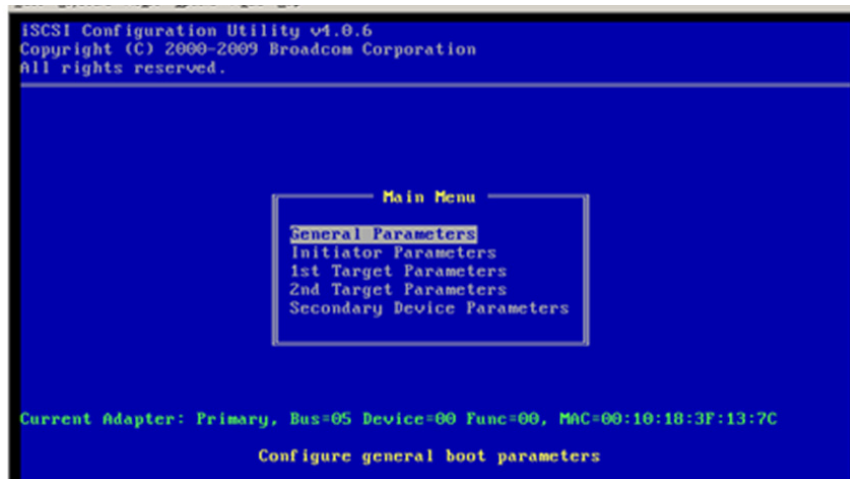 iSCSI Configuration Utility v4.0.6
Copyright (C) 2000-2009 Broadcom Corporation
All rights reserved.
Main Menu
General Parameters
Initiator Parameters
1st Target Parameters
2nd Target Parameters
Secondary Device Parameters
Current Adapter: Primary, Bus=05 Device=00 Func=00, MAC=00:10:18:3F:13:7C
Configure general boot parameters